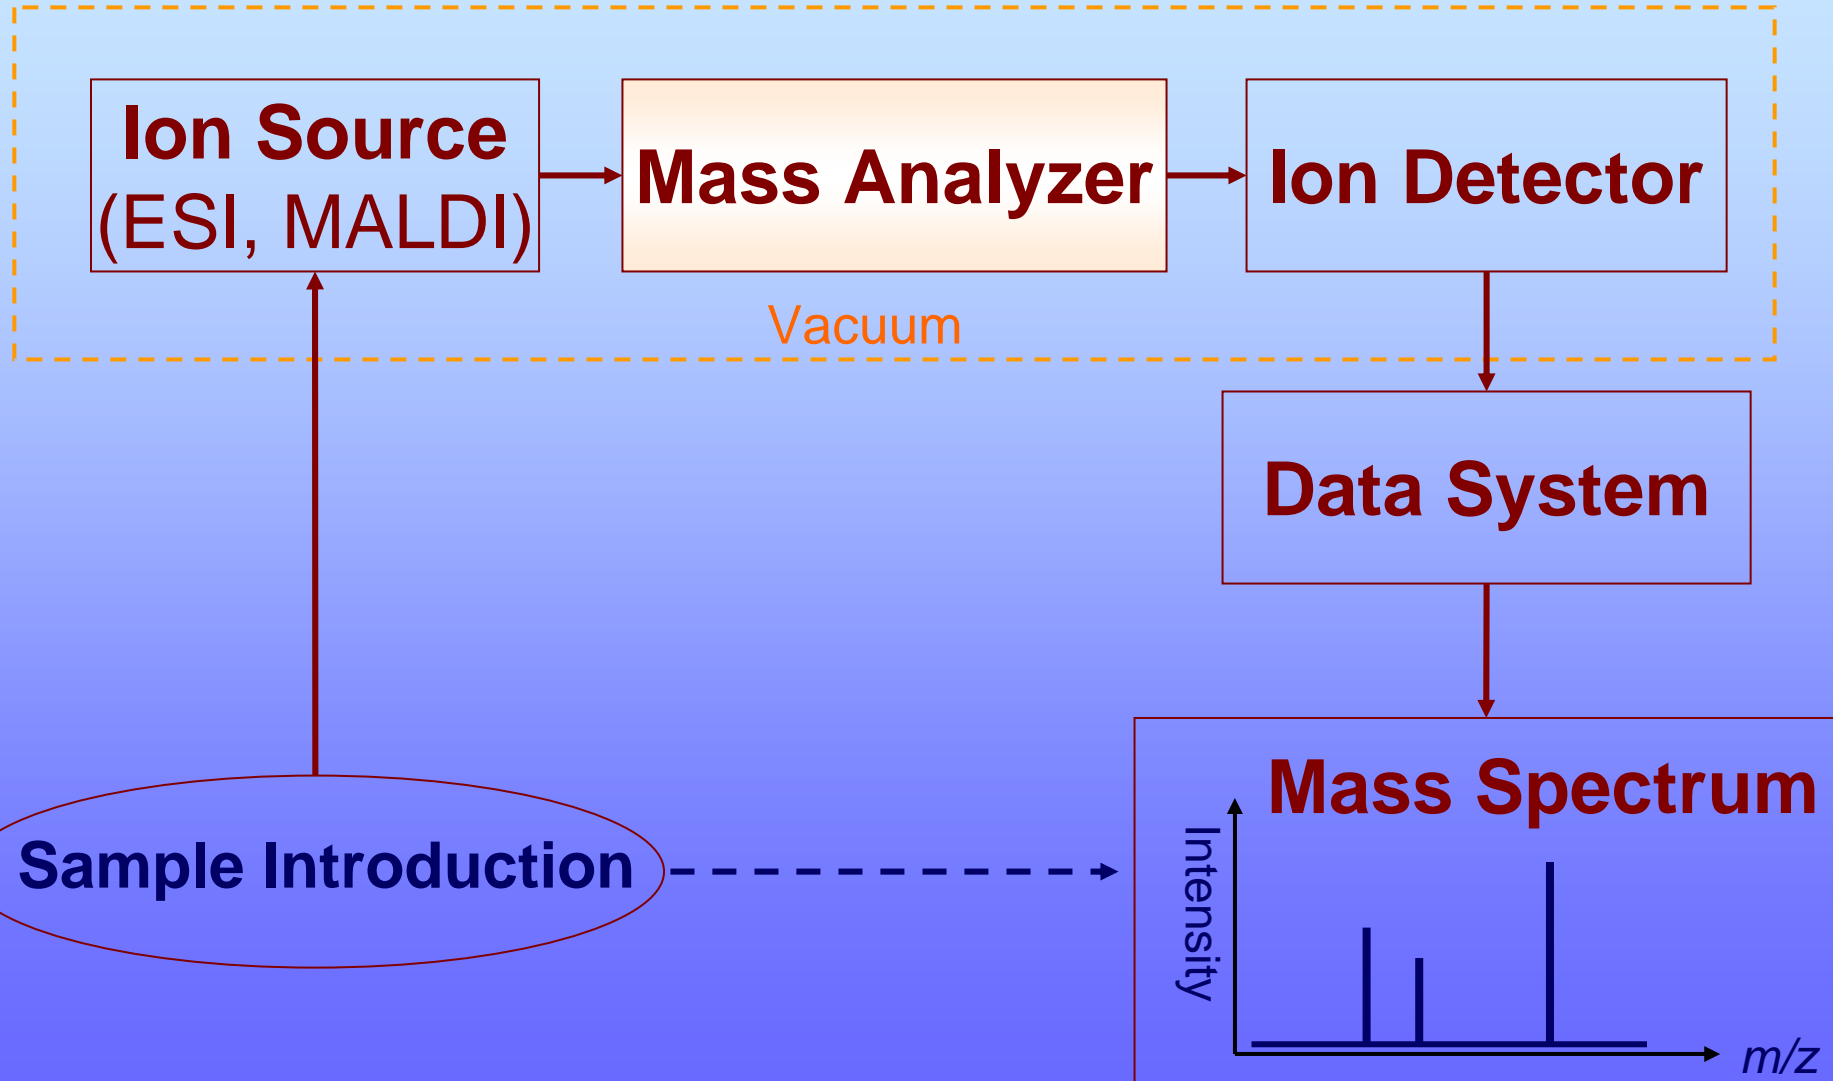 Ion Source
(ESI, MALDI)
Mass Analyzer
Ion Detector
Vacuum
Data System
Mass Spectrum
Sample Introduction
Intensity
m/z